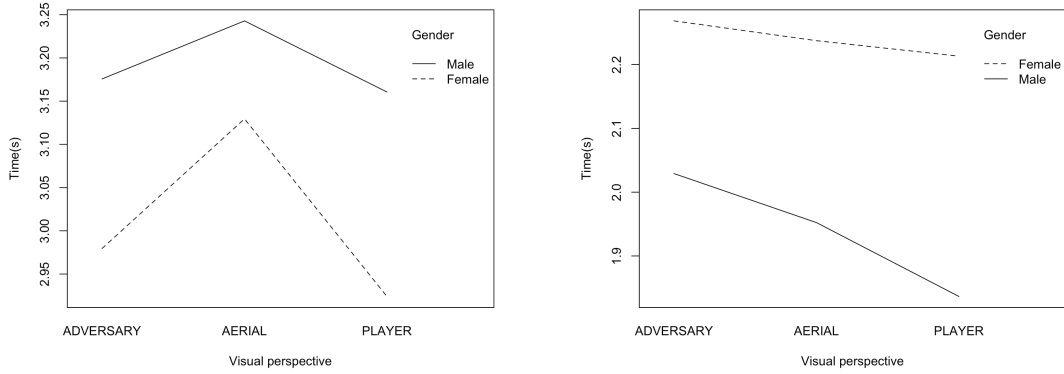 3.25
3.20
3.15
3.10
3.05
3.00
2.95
Time(s)
Gender
Male
Female
ADVERSARY AERIAL PLAYER
Visual perspective
2.2
2.1
2.0
1.9
Time(s)
Gender
Female
Male
ADVERSARY AERIAL PLAYER
Visual perspective